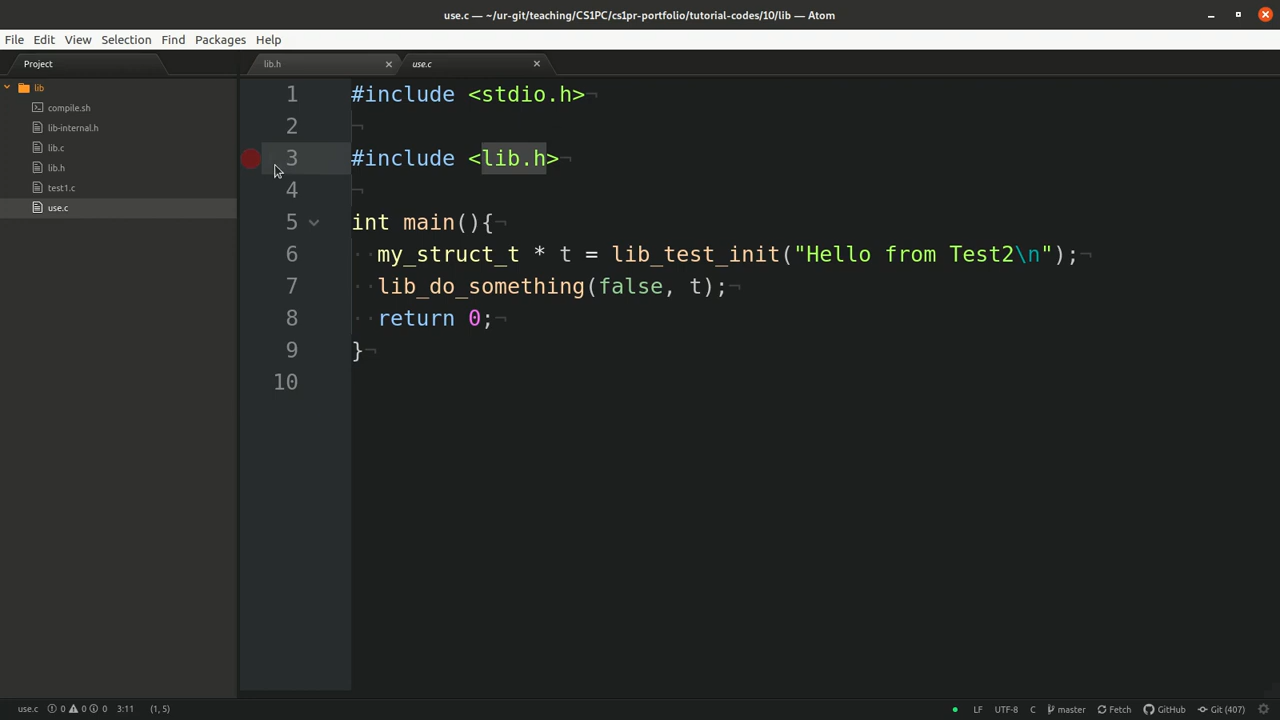 use.c — ~/ur-git/teaching/CS1PC/cs1pr-portfolio/tutorial-codes/10/lib — Atom
File Edit View Selection Find Packages Help
Project
lib.h
use.c
lib
compile.sh
lib-internal.h
lib.c
lib.h
test1.c
use.c
1 #include <stdio.h>¬
2 ¬
3 #include <lib.h>¬
4 ¬
5 int main(){¬
6 ··my_struct_t * t = lib_test_init("Hello from Test2\n");¬
7 ··lib_do_something(false, t);¬
8 ··return 0;¬
9 }¬
10
use.c 0 0 0 3:11 (1, 5) LF UTF-8 C master Fetch GitHub Git (407)